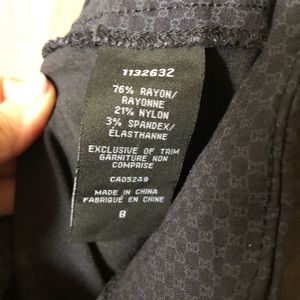 1132632
76% RAYON/
RAYONNE
21% NYLON
3% SPANDEX/
ÉLASTHANNE
EXCLUSIVE OF TRIM
GARNITURE NON
COMPRISE
CA05249
MADE IN CHINA
FABRIQUÉ EN CHINE
8